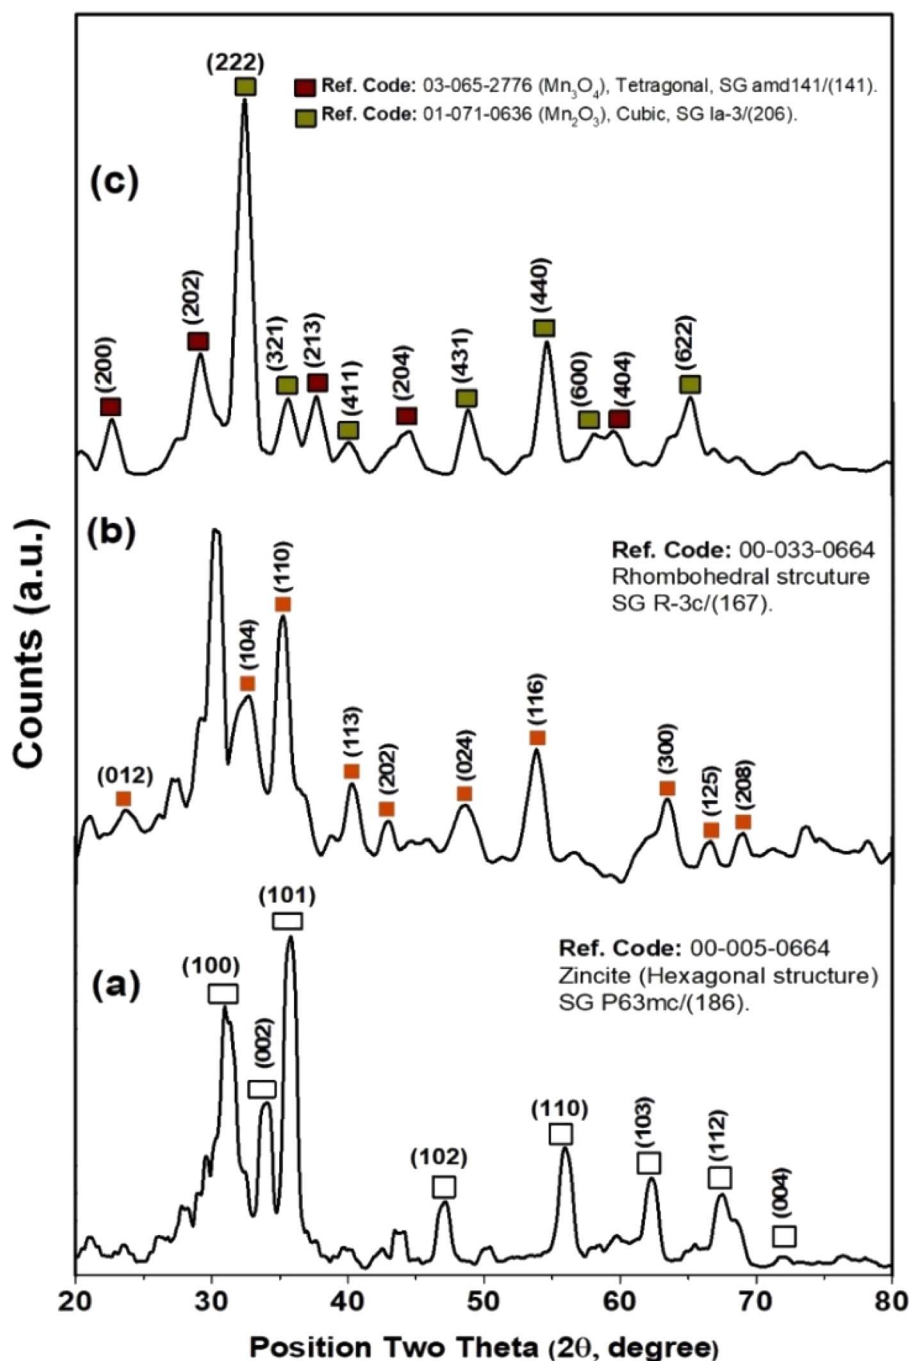 (222)
Ref. Code: 03-065-2776 (Mn3O4), Tetragonal, SG amd141/(141).
Ref. Code: 01-071-0636 (Mn2O3), Cubic, SG Ia-3/(206).
(c)
(200)
(202)
(321)
(213)
(411)
(204)
(431)
(440)
(600)
(404)
(622)
(b)
Ref. Code: 00-033-0664
Rhombohedral strcuture
SG R-3c/(167).
(012)
(104)
(110)
(113)
(202)
(024)
(116)
(300)
(125)
(208)
(a)
Ref. Code: 00-005-0664
Zincite (Hexagonal structure)
SG P63mc/(186).
(100)
(002)
(101)
(102)
(110)
(103)
(112)
(004)
Counts (a.u.)
20 30 40 50 60 70 80
Position Two Theta (2θ, degree)